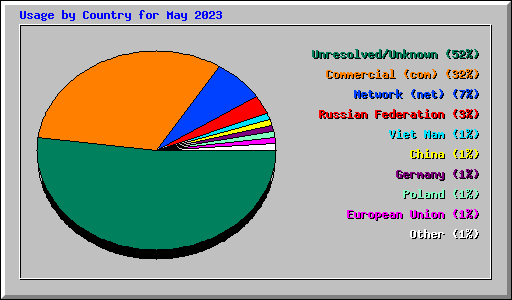 Usage by Country for May 2023
Unresolved/Unknown (52%)
Commercial (com) (32%)
Network (net) (7%)
Russian Federation (3%)
Viet Nam (1%)
China (1%)
Germany (1%)
Poland (1%)
European Union (1%)
Other (1%)